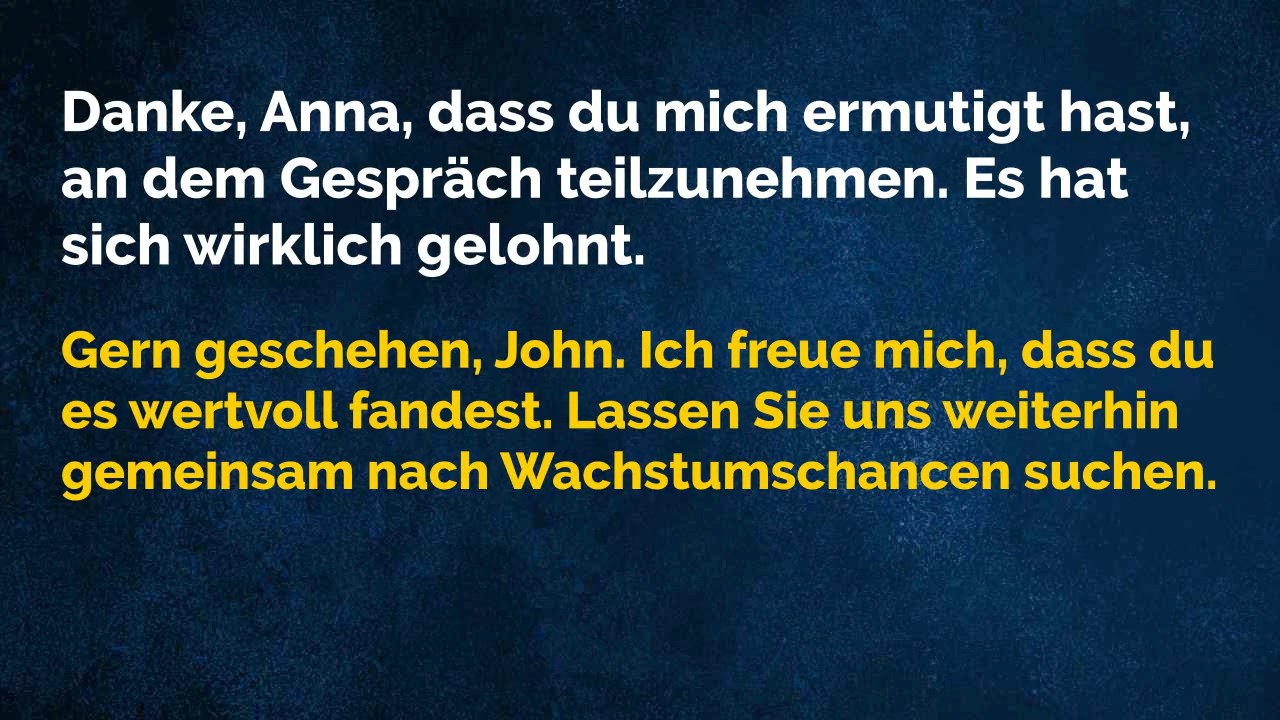 Danke, Anna, dass du mich ermutigt hast,
an dem Gespräch teilzunehmen. Es hat
sich wirklich gelohnt.
Gern geschehen, John. Ich freue mich, dass du
es wertvoll fandest. Lassen Sie uns weiterhin
gemeinsam nach Wachstumschancen suchen.